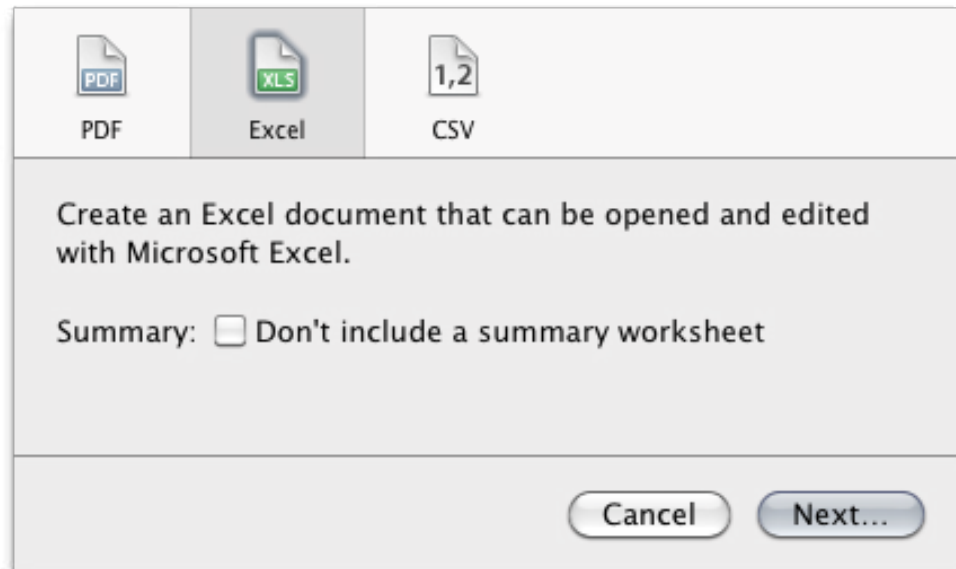 PDF XLS 1,2
PDF Excel CSV
Create an Excel document that can be opened and edited
with Microsoft Excel.
Summary: Don't include a summary worksheet
Cancel Next...